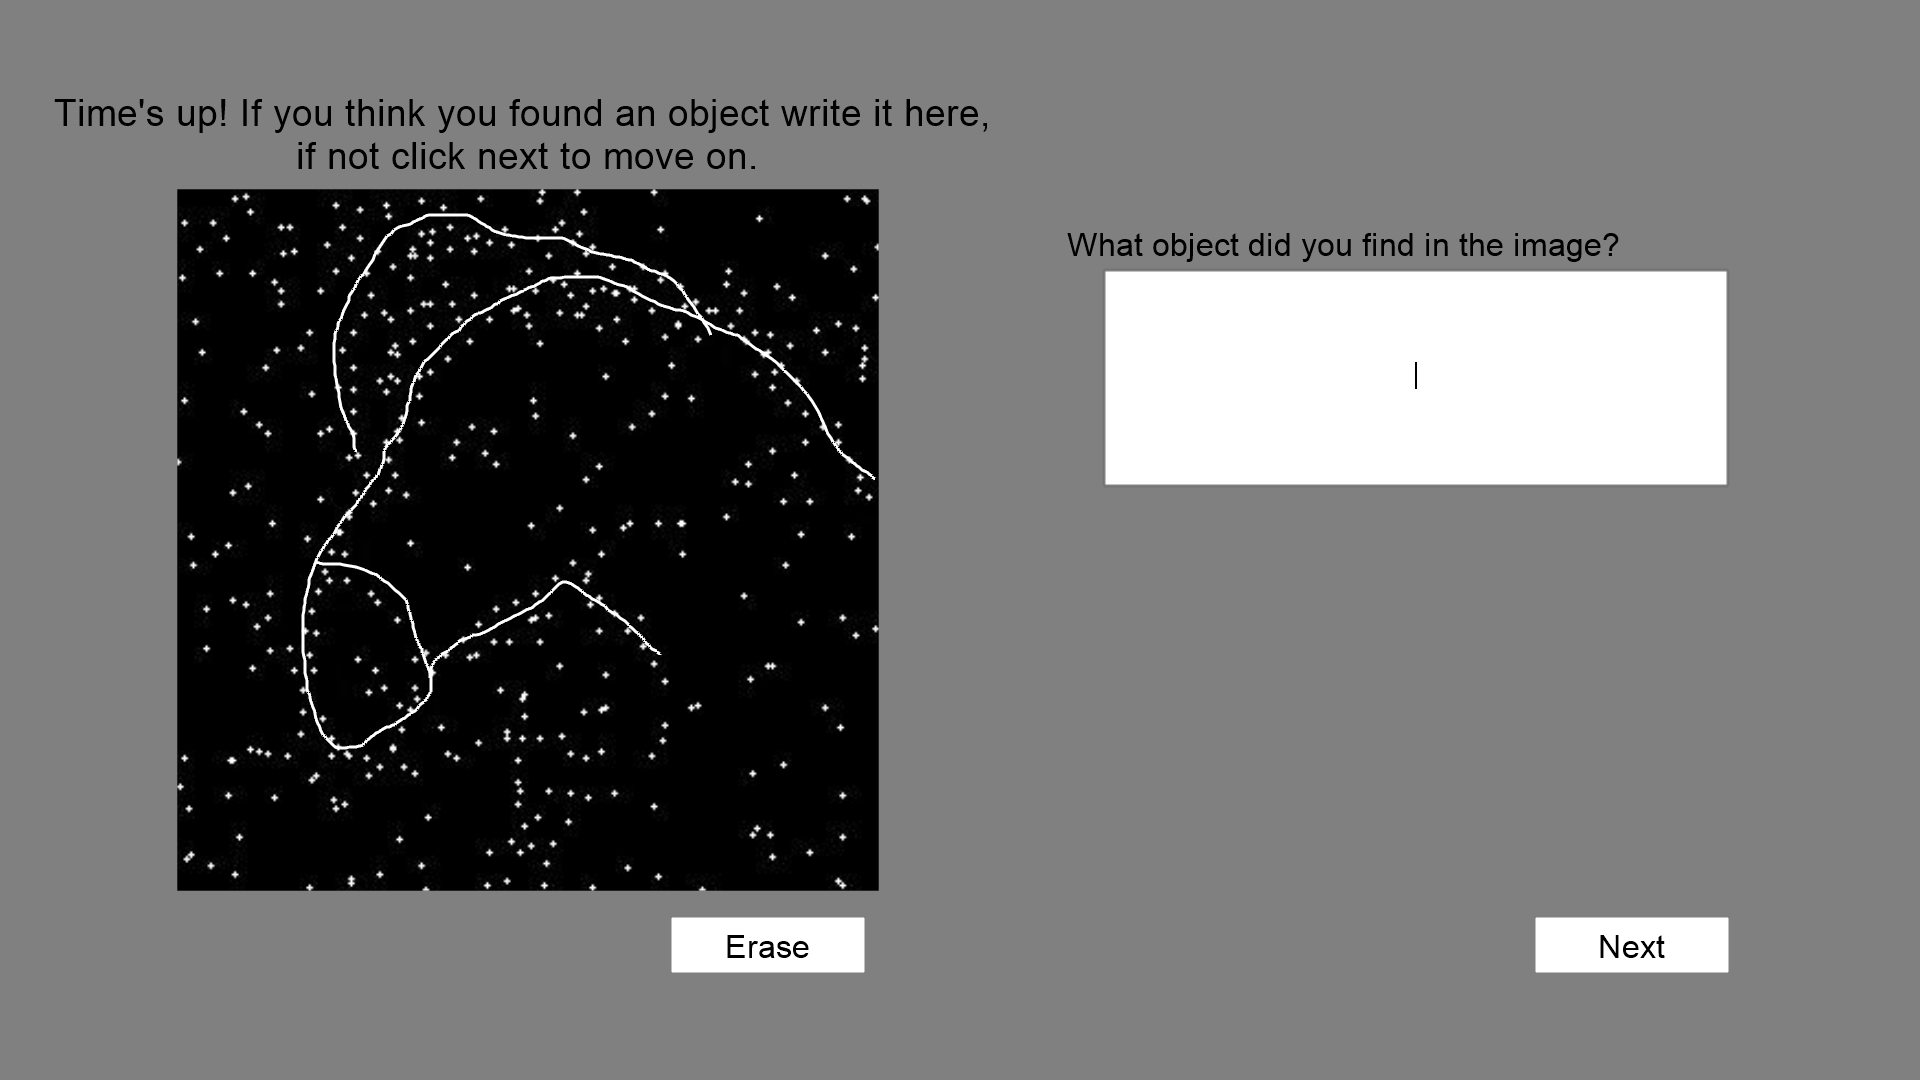 Time's up! If you think you found an object write it here,
if not click next to move on.
What object did you find in the image?
Erase
Next